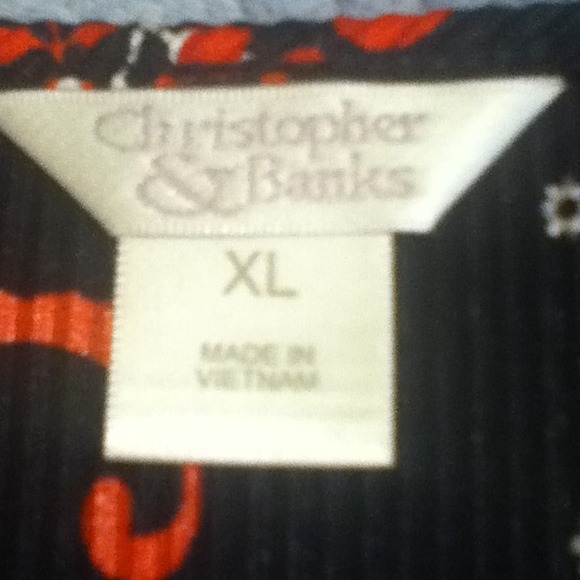 Christopher
& Banks
XL
MADE IN
VIETNAM